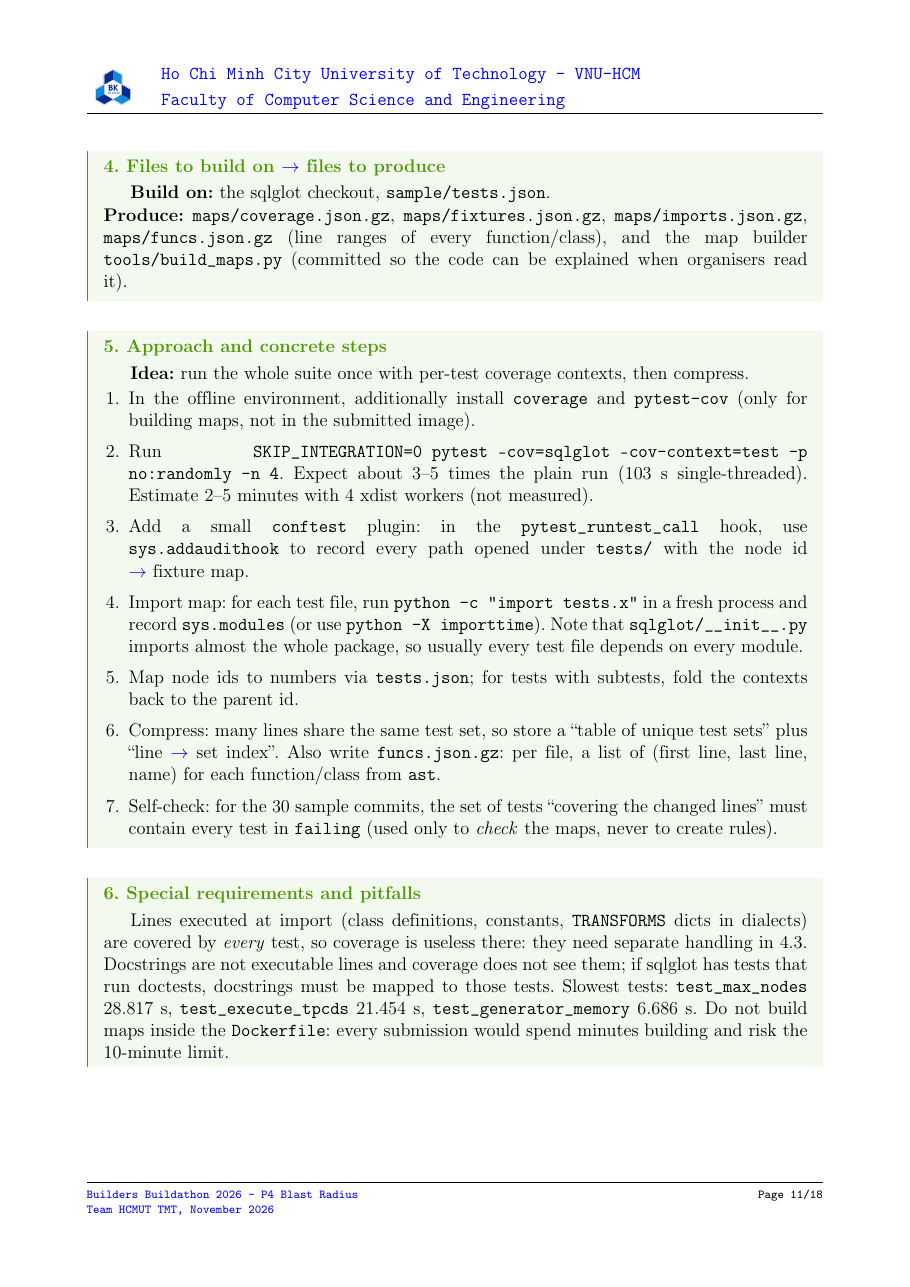 Ho Chi Minh City University of Technology - VNU-HCM
Faculty of Computer Science and Engineering
BK
4. Files to build on → files to produce
Build on: the sqlglot checkout, sample/tests.json.
Produce: maps/coverage.json.gz, maps/fixtures.json.gz, maps/imports.json.gz,
maps/funcs.json.gz (line ranges of every function/class), and the map builder
tools/build_maps.py (committed so the code can be explained when organisers read
it).
5. Approach and concrete steps
Idea: run the whole suite once with per-test coverage contexts, then compress.
1. In the offline environment, additionally install coverage and pytest-cov (only for
building maps, not in the submitted image).
2. Run SKIP_INTEGRATION=0 pytest -cov=sqlglot -cov-context=test -p
no:randomly -n 4. Expect about 3–5 times the plain run (103 s single-threaded).
Estimate 2–5 minutes with 4 xdist workers (not measured).
3. Add a small conftest plugin: in the pytest_runtest_call hook, use
sys.addaudithook to record every path opened under tests/ with the node id
→ fixture map.
4. Import map: for each test file, run python -c "import tests.x" in a fresh process and
record sys.modules (or use python -X importtime). Note that sqlglot/__init__.py
imports almost the whole package, so usually every test file depends on every module.
5. Map node ids to numbers via tests.json; for tests with subtests, fold the contexts
back to the parent id.
6. Compress: many lines share the same test set, so store a “table of unique test sets” plus
“line → set index”. Also write funcs.json.gz: per file, a list of (first line, last line,
name) for each function/class from ast.
7. Self-check: for the 30 sample commits, the set of tests “covering the changed lines” must
contain every test in failing (used only to check the maps, never to create rules).
6. Special requirements and pitfalls
Lines executed at import (class definitions, constants, TRANSFORMS dicts in dialects)
are covered by every test, so coverage is useless there: they need separate handling in 4.3.
Docstrings are not executable lines and coverage does not see them; if sqlglot has tests that
run doctests, docstrings must be mapped to those tests. Slowest tests: test_max_nodes
28.817 s, test_execute_tpcds 21.454 s, test_generator_memory 6.686 s. Do not build
maps inside the Dockerfile: every submission would spend minutes building and risk the
10-minute limit.
Builders Buildathon 2026 - P4 Blast Radius
Page 11/18
Team HCMUT TMT, November 2026